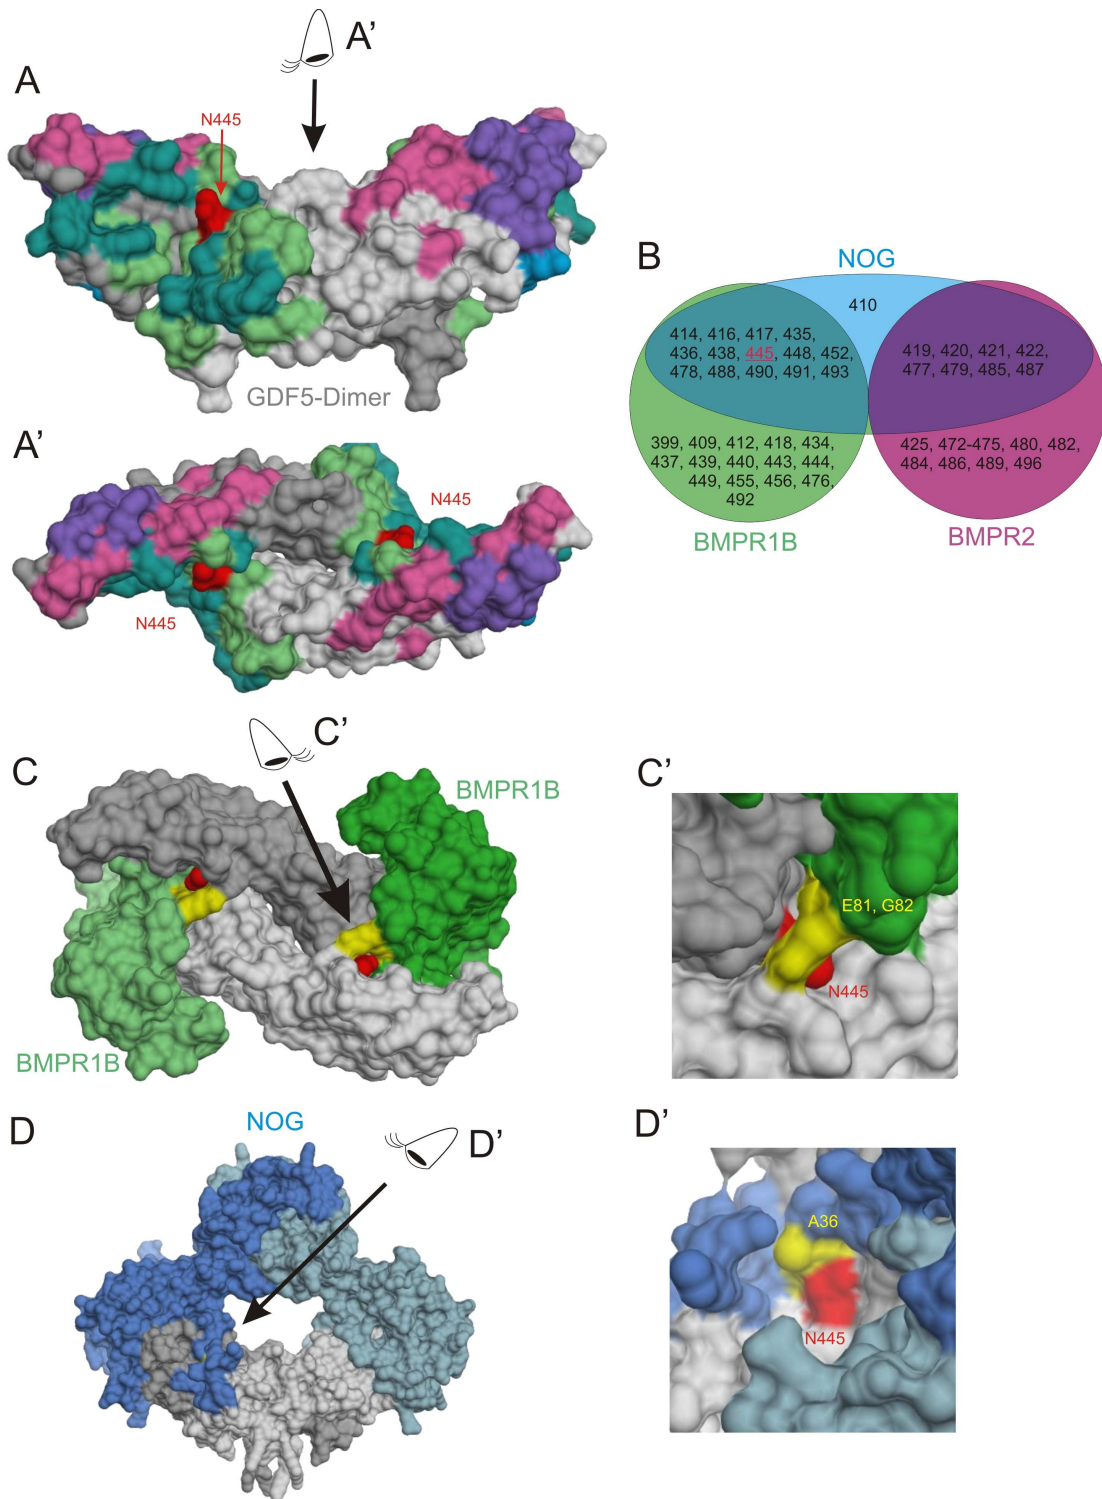 A
A'
N445
GDF5-Dimer
B
NOG
410
414, 416, 417, 435,
436, 438, 445, 448, 452,
478, 488, 490, 491, 493
419, 420, 421, 422,
477, 479, 485, 487
399, 409, 412, 418, 434,
437, 439, 440, 443, 444,
449, 455, 456, 476,
492
425, 472-475, 480, 482,
484, 486, 489, 496
BMPR1B
BMPR2
A'
N445
N445
C
C'
BMPR1B
BMPR1B
C'
E81, G82
N445
D
NOG
D'
D'
A36
N445